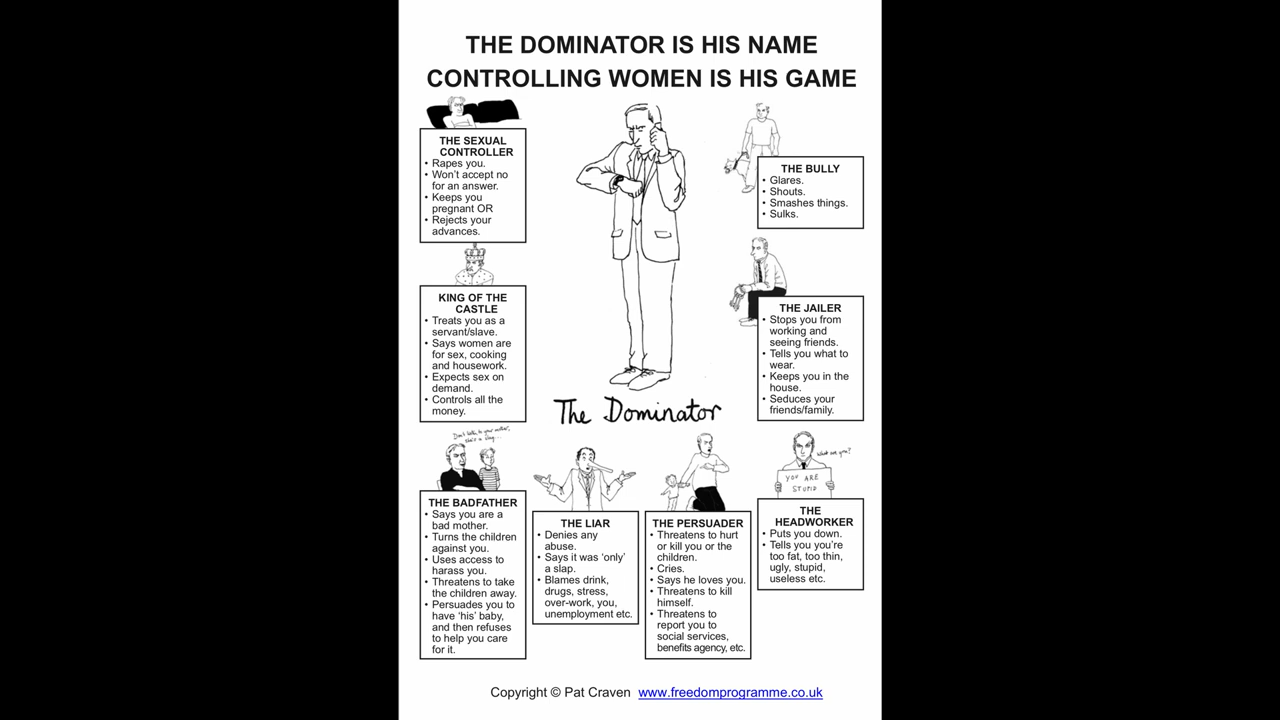 THE DOMINATOR IS HIS NAME
CONTROLLING WOMEN IS HIS GAME
THE SEXUAL
CONTROLLER
• Rapes you.
• Won't accept no
for an answer.
• Keeps you
pregnant OR
• Rejects your
advances.
THE BULLY
• Glares.
• Shouts.
• Smashes things.
• Sulks.
KING OF THE
CASTLE
• Treats you as a
servant/slave.
• Says women are
for sex, cooking
and housework.
• Expects sex on
demand.
• Controls all the
money.
THE JAILER
• Stops you from
working and
seeing friends.
• Tells you what to
wear.
• Keeps you in the
house.
• Seduces your
friends/family.
The Dominator
Don't listen to your mother,
she's a
THE BADFATHER
• Says you are a
bad mother.
• Turns the children
against you.
• Uses access to
harass you.
• Threatens to take
the children away.
• Persuades you to
have 'his' baby,
and then refuses
to help you care
for it.
THE LIAR
• Denies any
abuse.
• Says it was 'only'
a slap.
• Blames drink,
drugs, stress,
over-work, you,
unemployment etc.
THE PERSUADER
• Threatens to hurt
or kill you or the
children.
• Cries.
• Says he loves you.
• Threatens to kill
himself.
• Threatens to
report you to
social services,
benefits agency, etc.
What are you?
YOU ARE
STUPID
THE
HEADWORKER
• Puts you down.
• Tells you you're
too fat, too thin,
ugly, stupid,
useless etc.
Copyright © Pat Craven www.freedomprogramme.co.uk